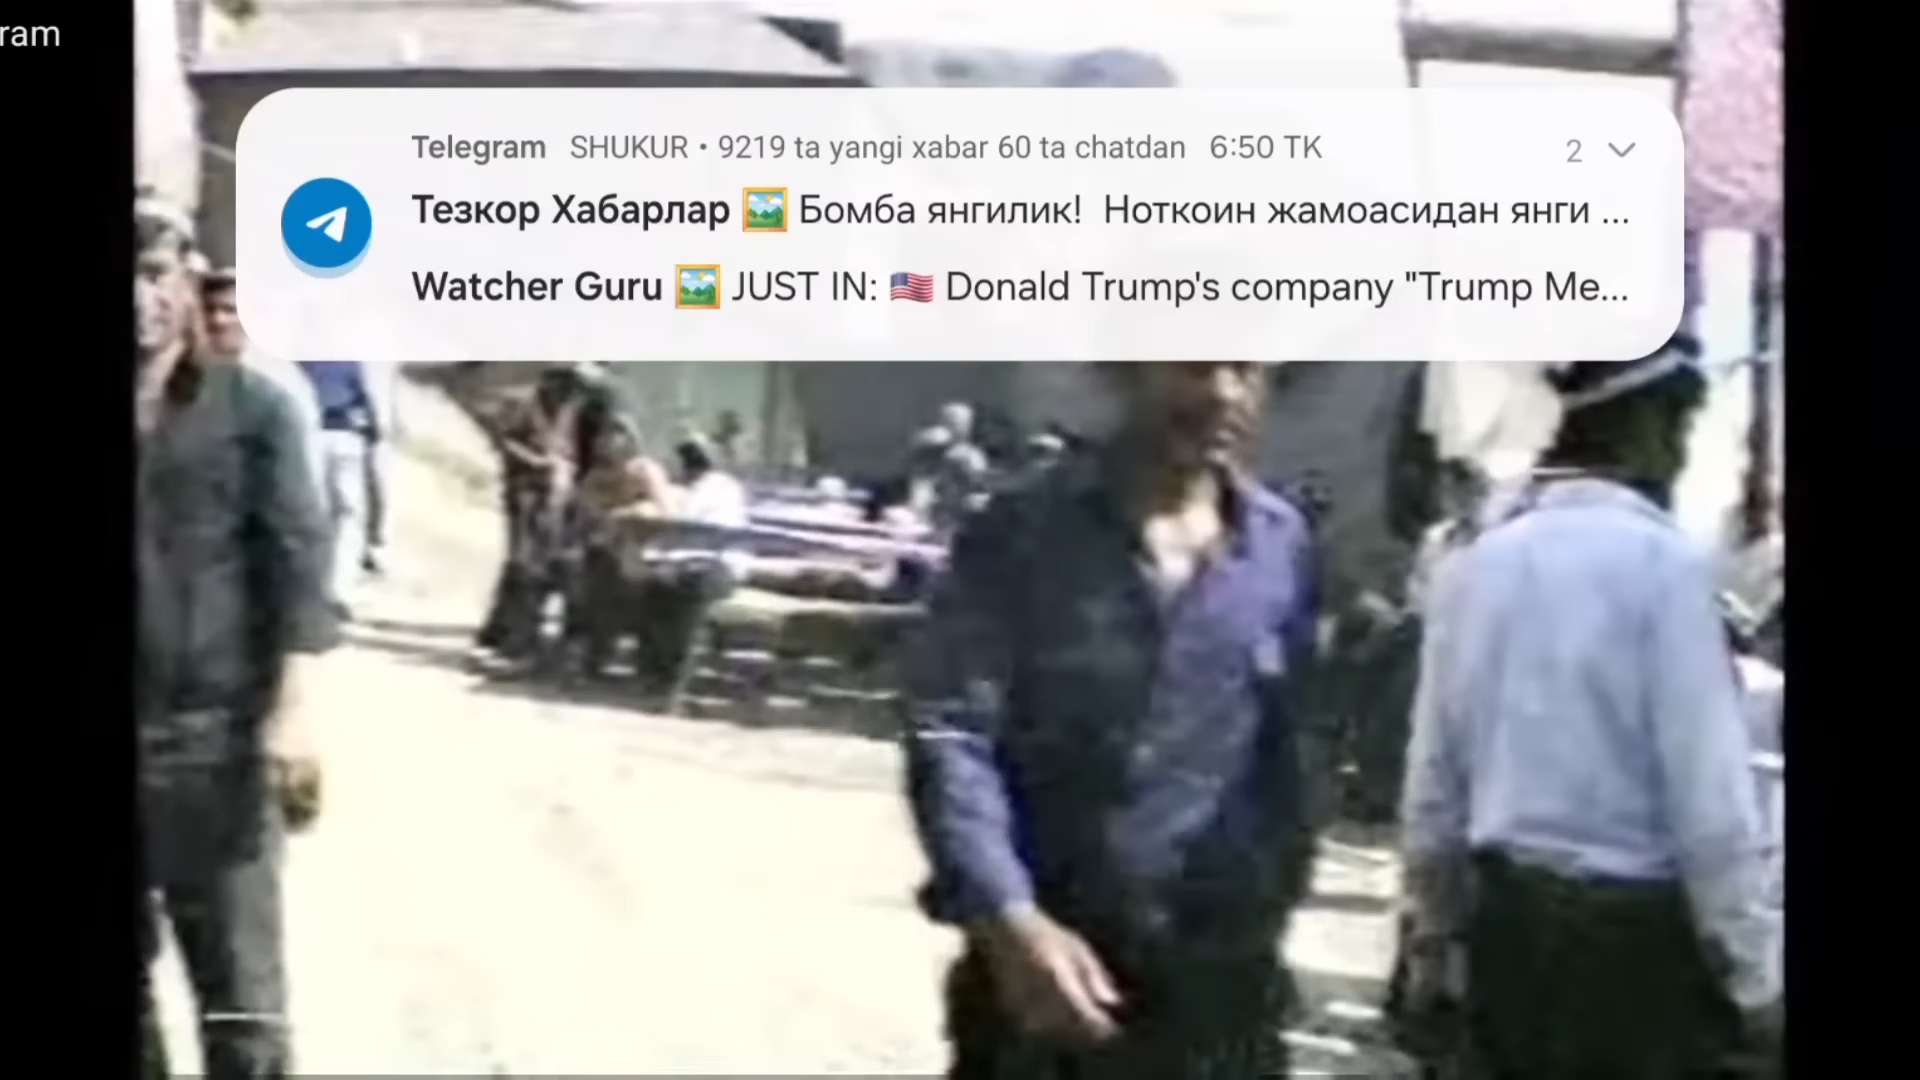 ram
Telegram SHUKUR • 9219 ta yangi xabar 60 ta chatdan 6:50 TK 2
Тезкор Хабарлар 🖼️ Бомба янгилик! Ноткоин жамоасидан янги ...
Watcher Guru 🖼️ JUST IN: 🇺🇸 Donald Trump's company "Trump Me...